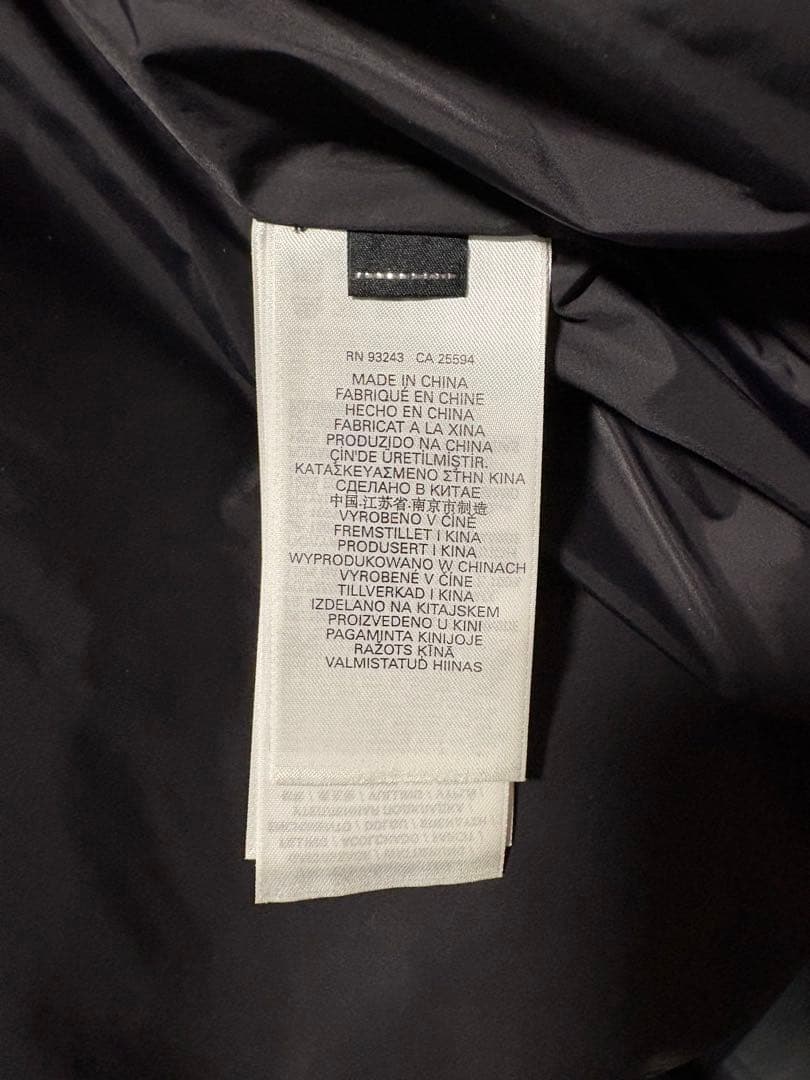 RN 93243 CA 25594
MADE IN CHINA
FABRIQUÉ EN CHINE
HECHO EN CHINA
FABRICAT A LA XINA
PRODUZIDO NA CHINA
ÇİN'DE ÜRETİLMİŞTİR.
ΚΑΤΑΣΚΕΥΑΣΜΕΝΟ ΣΤΗΝ ΚΙΝΑ
СДЕЛАНО В КИТАЕ
中国.江苏省.南京市制造
VYROBENO V ČÍNĚ
FREMSTILLET I KINA
PRODUSERT I KINA
WYPRODUKOWANO W CHINACH
VYROBENÉ V ČÍNE
TILLVERKAD I KINA
IZDELANO NA KITAJSKEM
PROIZVEDENO U KINI
PAGAMINTA KINIJOJE
RAŽOTS ĶĪNĀ
VALMISTATUD HIINAS